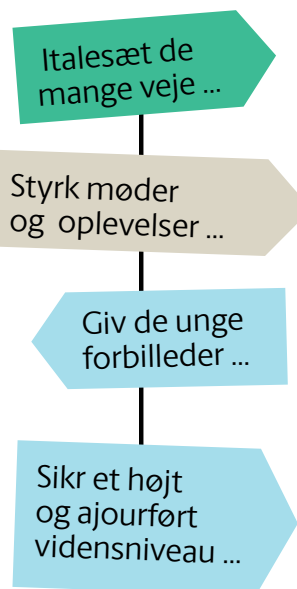 Italesæt de
mange veje ...
Styrk møder
og oplevelser ...
Giv de unge
forbilleder ...
Sikr et højt
og ajourført
vidensniveau ...